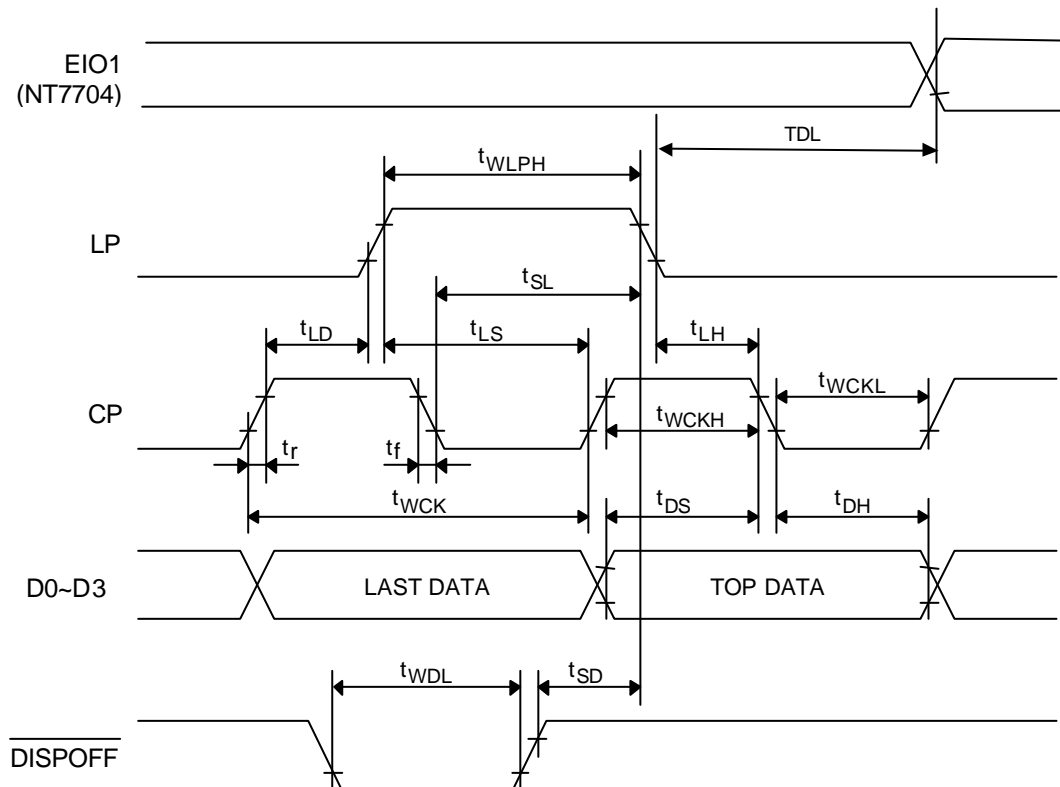 EIO1
(NT7704)
TDL
tWLPH
LP
tSL
tLD
tLS
tLH
CP
tWCKL
tWCKH
tr
tf
tWCK
tDS
tDH
D0~D3
LAST DATA
TOP DATA
tWDL
tSD
DISPOFF